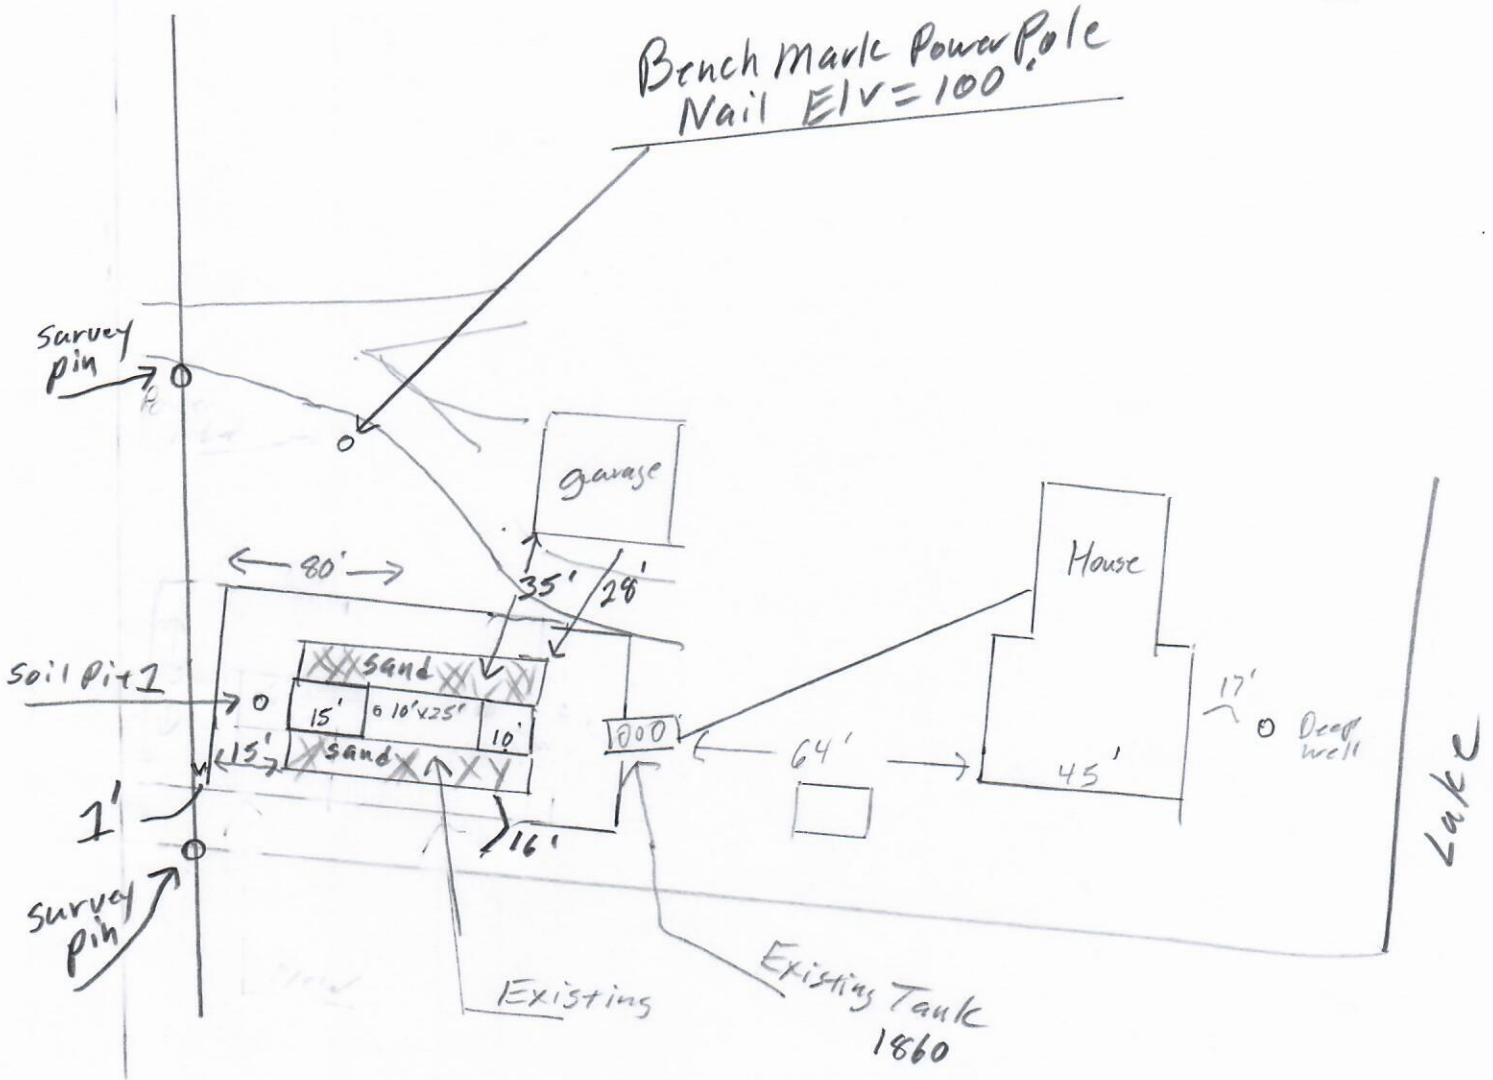 Bench Mark Power Pole
Nail Elv = 100'
survey
pin
garage
80'
35'
28'
House
Soil Pit 1
sand
15'
10'x25'
10'
000
17'
Deep
well
15'
sand
64'
45'
1'
16'
Lake
survey
pin
Existing
Existing Tank
1860